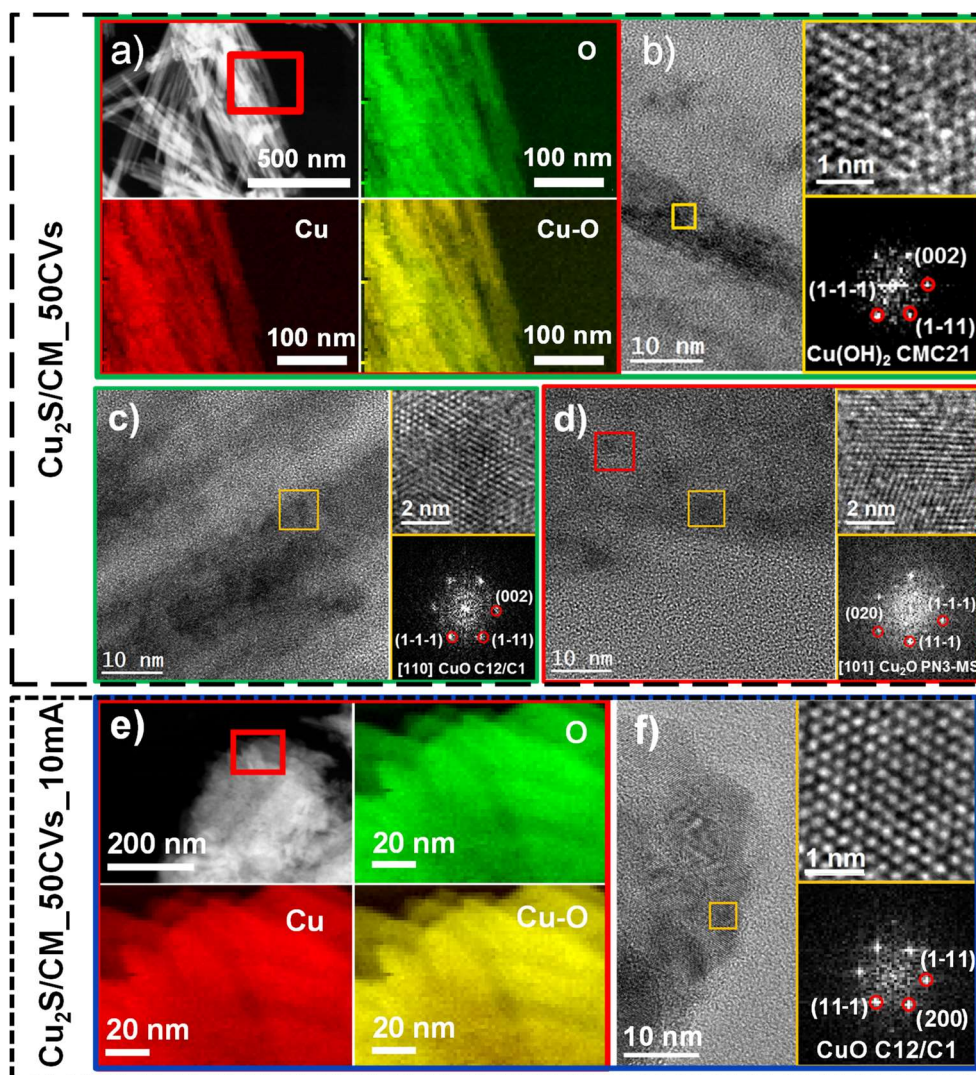 Cu₂S/CM_50CVs
a)
500 nm
O
100 nm
Cu
100 nm
Cu-O
100 nm
b)
10 nm
1 nm
(002)
(1-1-1)
(1-11)
Cu(OH)₂ CMC21
c)
10 nm
2 nm
(002)
(1-1-1)
(1-11)
[110] CuO C12/C1
d)
10 nm
2 nm
(1-1-1)
(020)
(11-1)
[101] Cu₂O PN3-MS
Cu₂S/CM_50CVs_10mA
e)
200 nm
O
20 nm
Cu
20 nm
Cu-O
20 nm
f)
10 nm
1 nm
(1-11)
(11-1)
(200)
CuO C12/C1